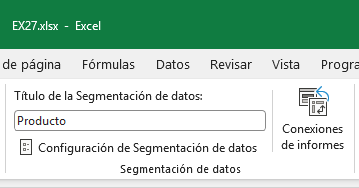 EX27.xlsx - Excel
de página Fórmulas Datos Revisar Vista
Título de la Segmentación de datos:
Producto
Configuración de Segmentación de datos
Conexiones
de informes
Segmentación de datos